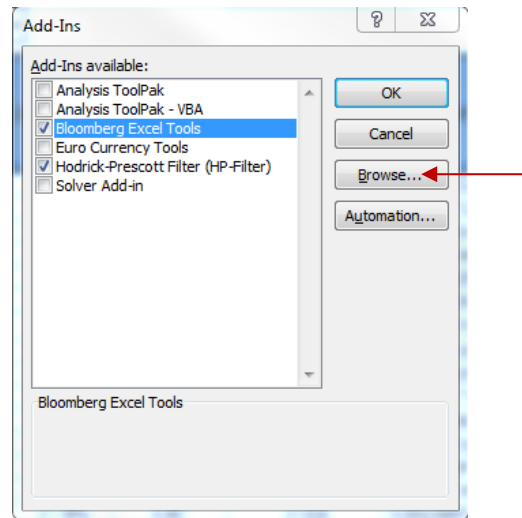 Add-Ins
Add-Ins available:
Analysis ToolPak
Analysis ToolPak - VBA
Bloomberg Excel Tools
Euro Currency Tools
Hodrick-Prescott Filter (HP-Filter)
Solver Add-in
OK
Cancel
Browse...
Automation...
Bloomberg Excel Tools